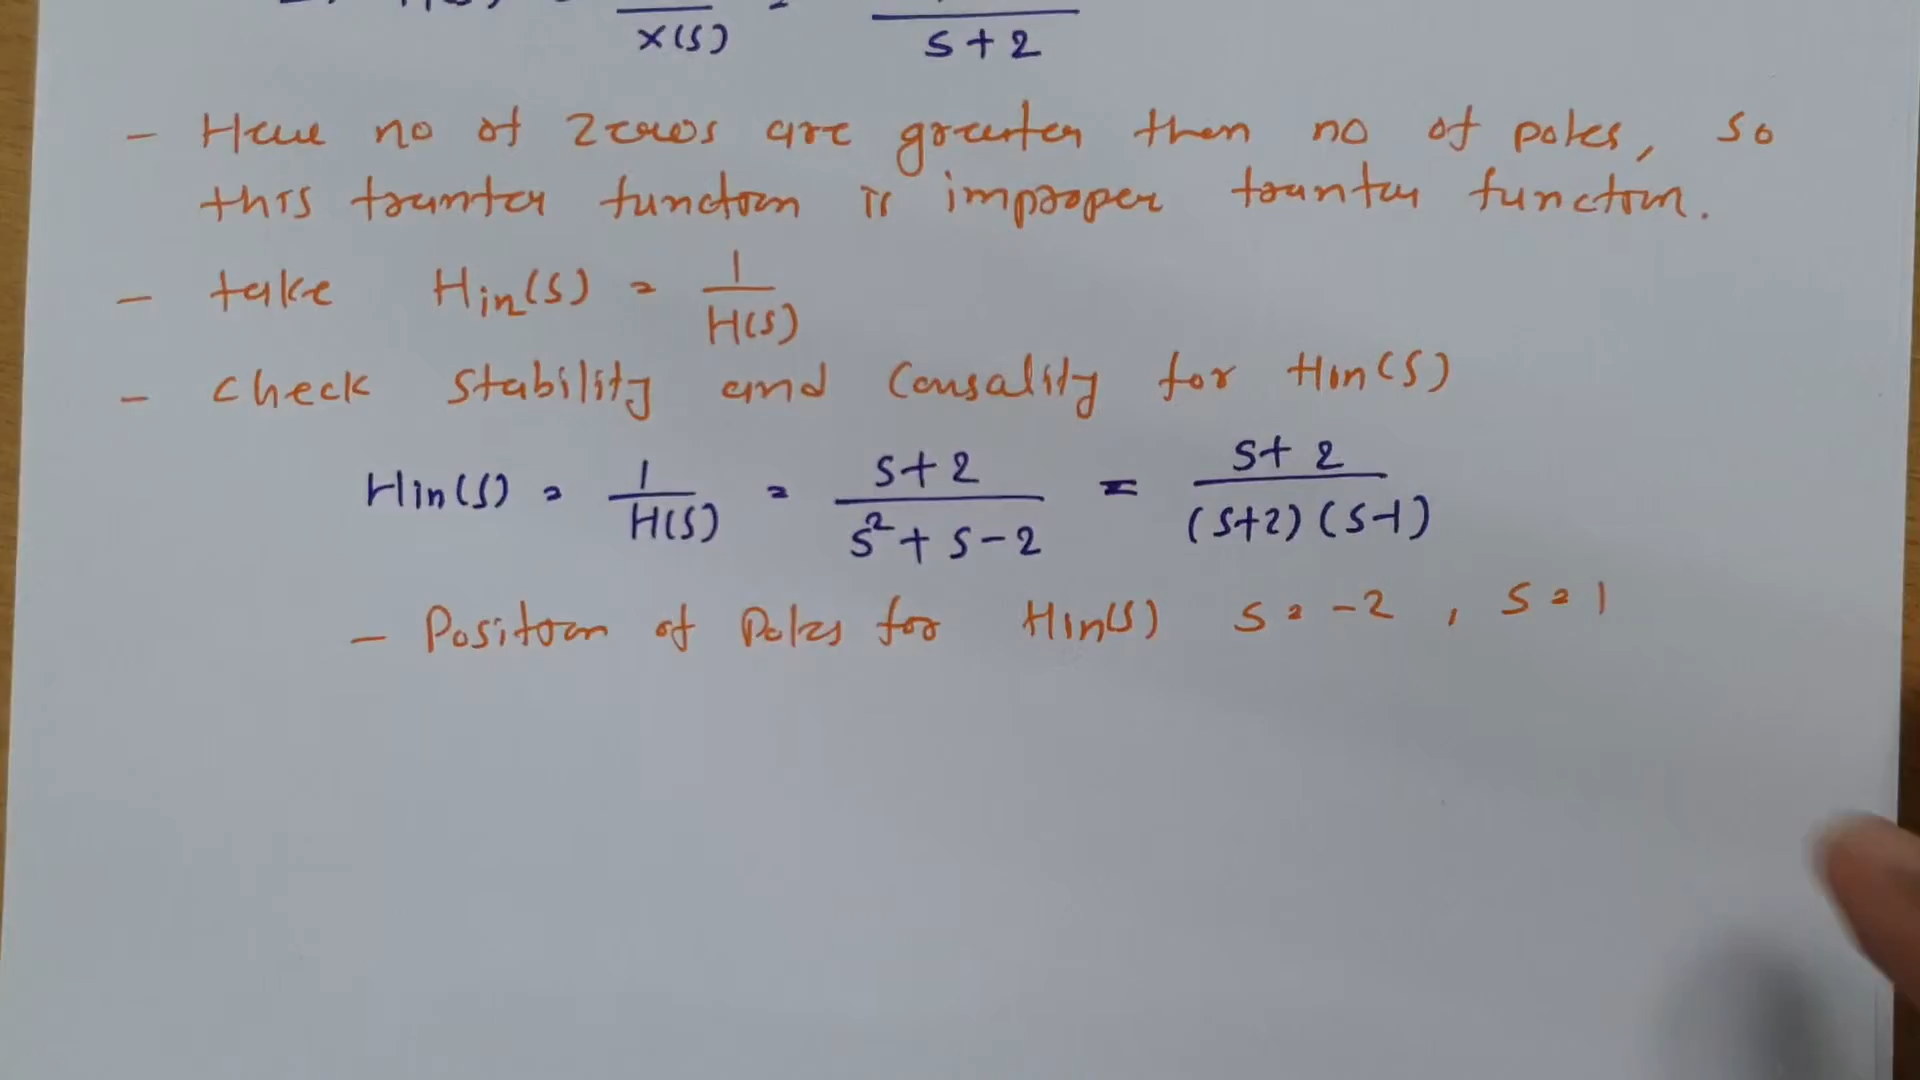 X(S) S+2
- Here no of zeros are greater then no of poles, so
this transfer function is improper transfer function.
- take Hin(S) = 1/H(S)
- check stability and Causality for Hin(S)
Hin(S) = 1/H(S) = S+2/S²+S-2 = S+2/(S+2)(S-1)
- Position of Poles for Hin(S) S = -2 , S = 1